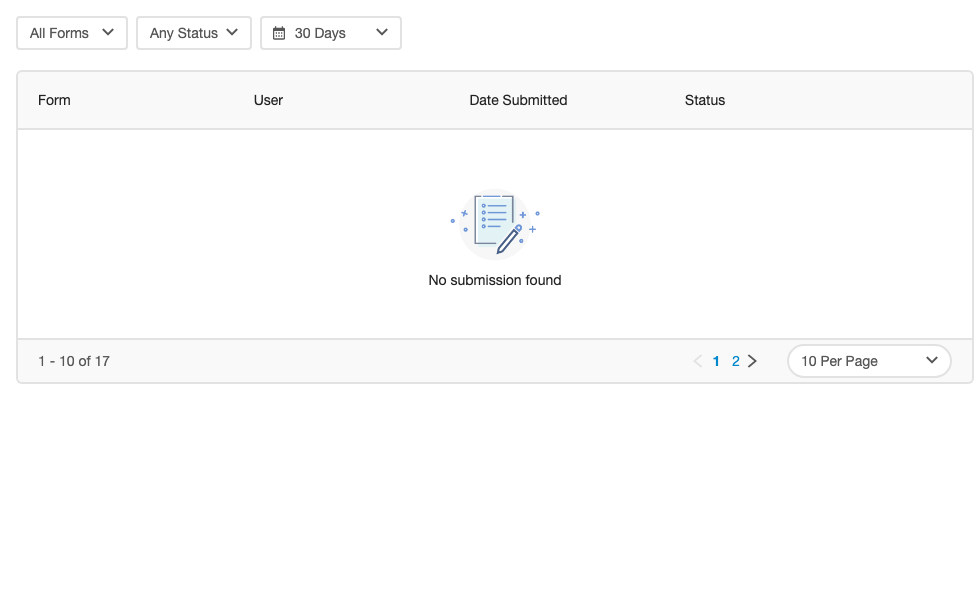 All Forms Any Status 30 Days
Form User Date Submitted Status
No submission found
1 - 10 of 17 1 2 10 Per Page